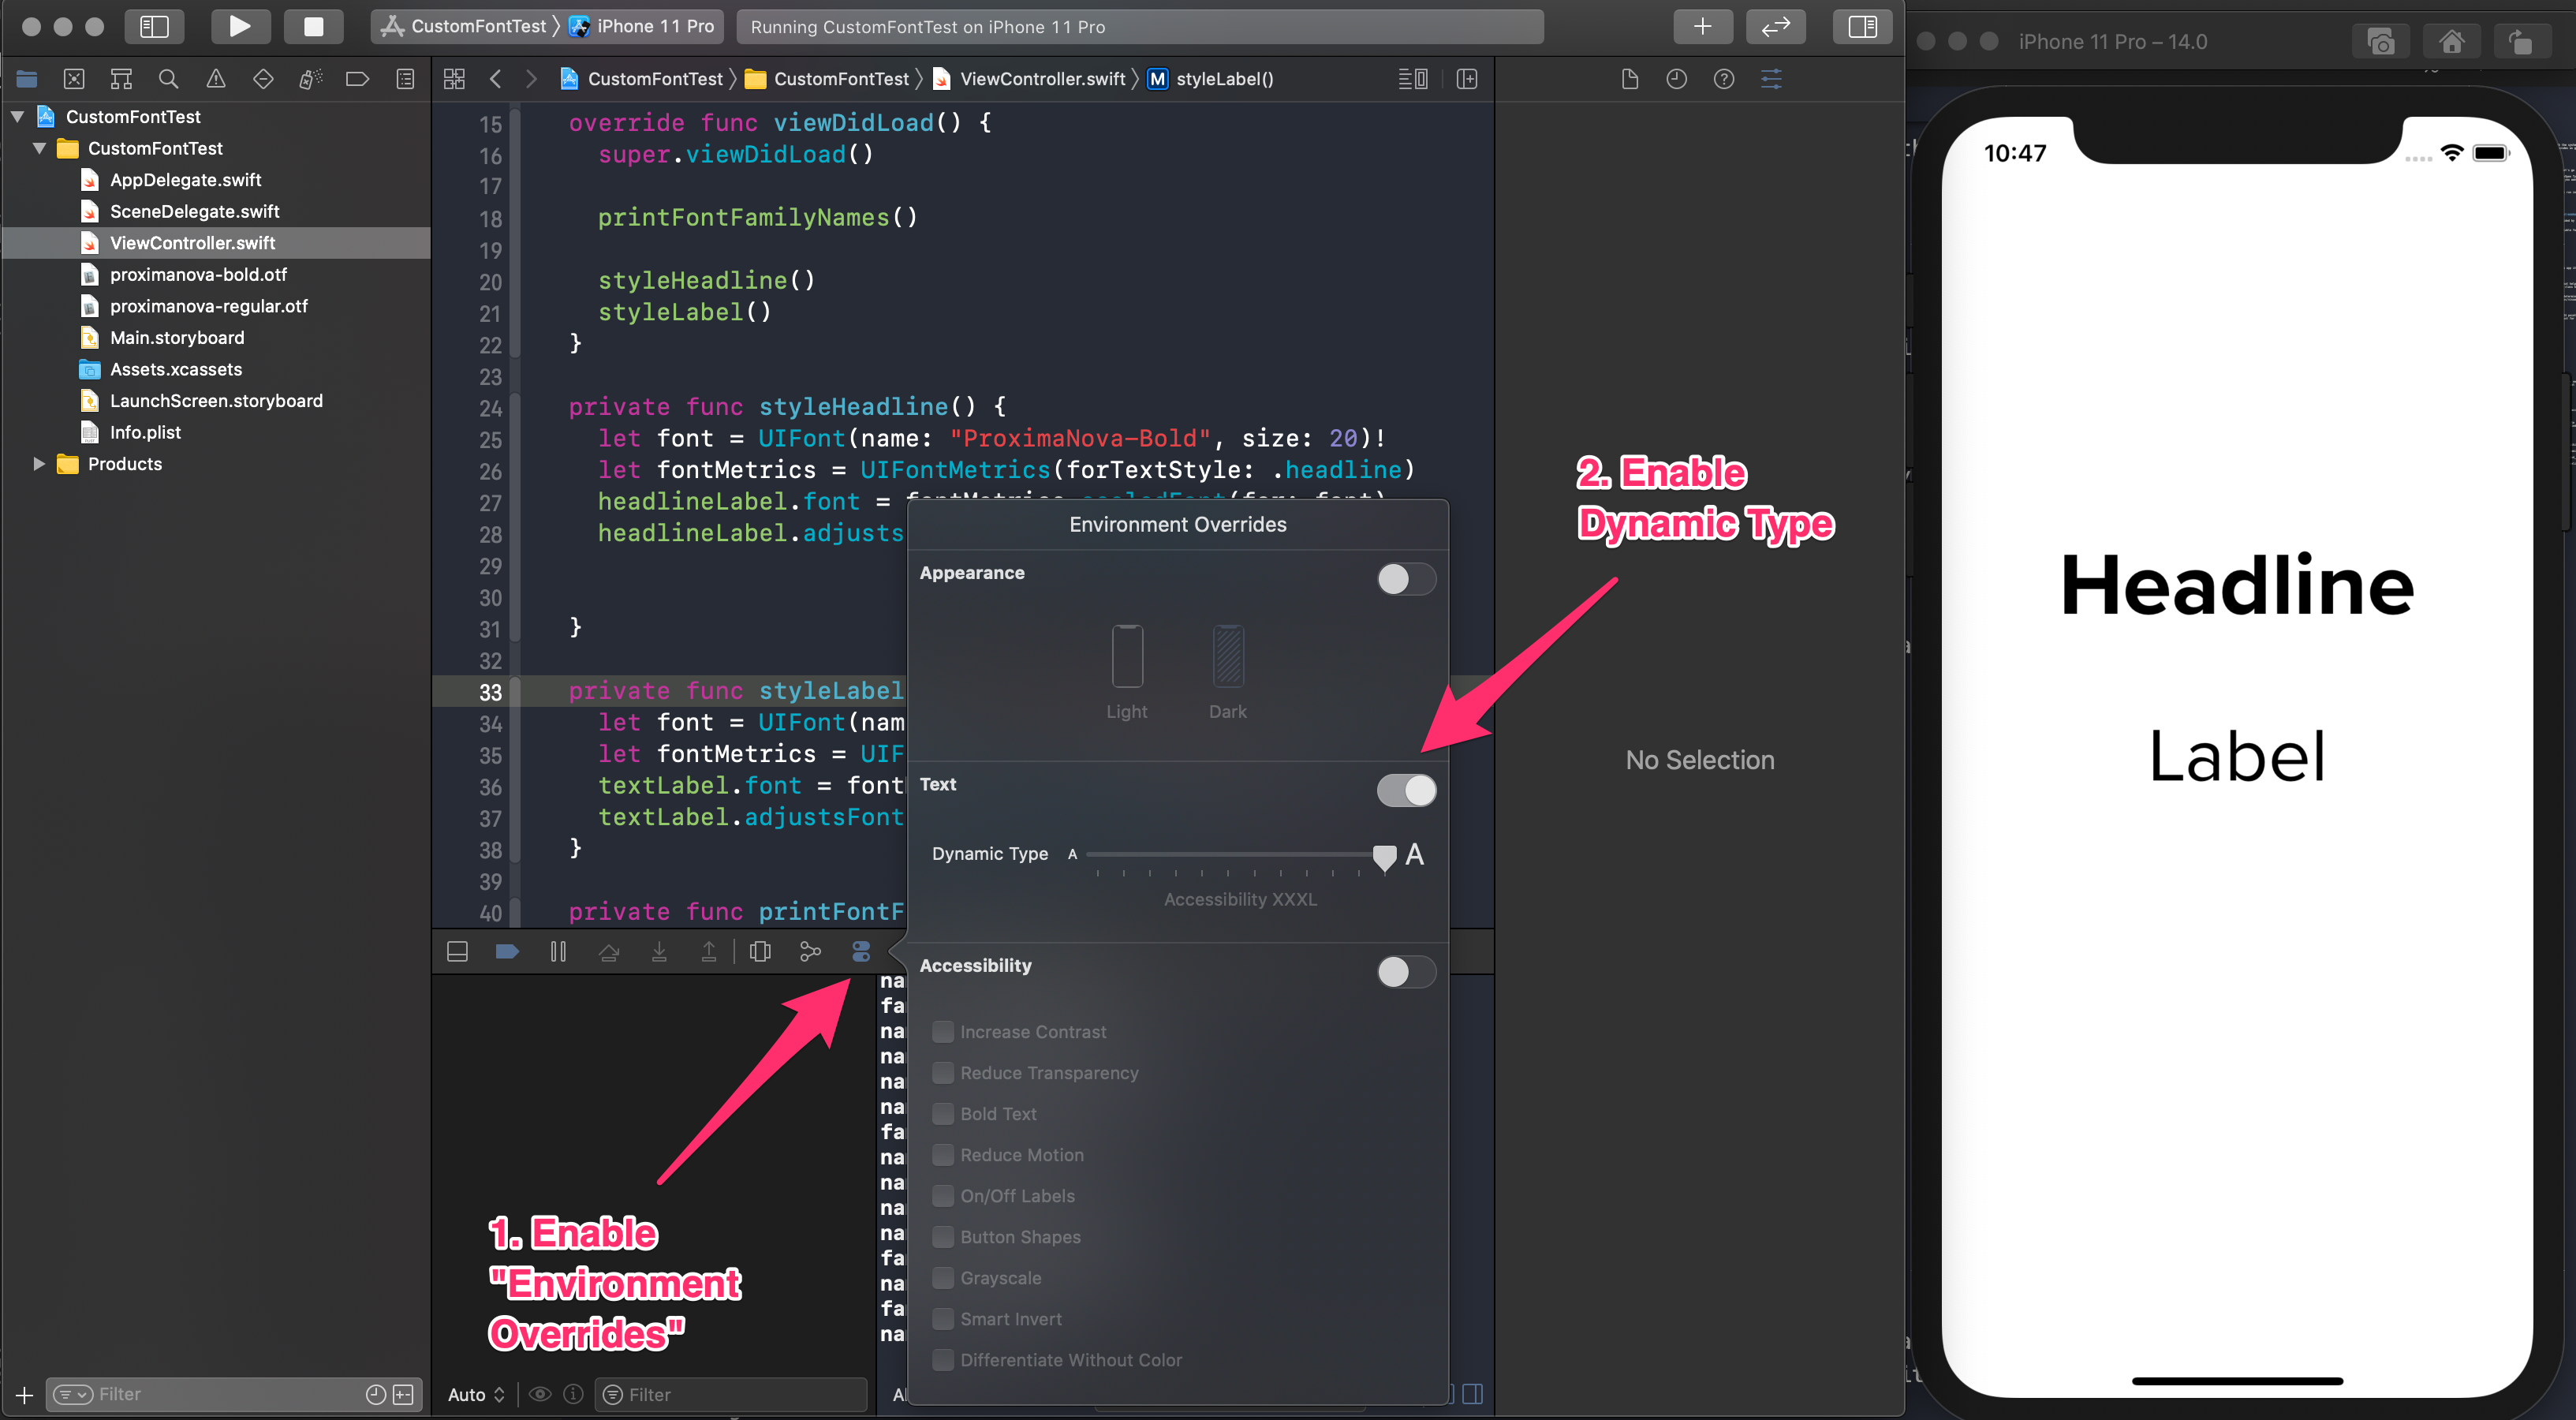 CustomFontTest
iPhone 11 Pro
Running CustomFontTest on iPhone 11 Pro
iPhone 11 Pro – 14.0
CustomFontTest
CustomFontTest
ViewController.swift
M
styleLabel()
CustomFontTest
CustomFontTest
AppDelegate.swift
SceneDelegate.swift
ViewController.swift
proximanova-bold.otf
proximanova-regular.otf
Main.storyboard
Assets.xcassets
LaunchScreen.storyboard
Info.plist
Products
15 override func viewDidLoad() {
16 super.viewDidLoad()
17
18 printFontFamilyNames()
19
20 styleHeadline()
21 styleLabel()
22 }
23
24 private func styleHeadline() {
25 let font = UIFont(name: "ProximaNova-Bold", size: 20)!
26 let fontMetrics = UIFontMetrics(forTextStyle: .headline)
27 headlineLabel.font = fontMetrics.scaledFont(for: font)
28 headlineLabel.adjusts
29
30
31 }
32
33 private func styleLabel
34 let font = UIFont(nam
35 let fontMetrics = UIF
36 textLabel.font = font
37 textLabel.adjustsFont
38 }
39
40 private func printFontF
Environment Overrides
Appearance
Light
Dark
Text
Dynamic Type
A
A
Accessibility XXXL
Accessibility
Increase Contrast
Reduce Transparency
Bold Text
Reduce Motion
On/Off Labels
Button Shapes
Grayscale
Smart Invert
Differentiate Without Color
na
fa
na
na
na
na
fa
na
na
na
na
fa
na
fa
na
1. Enable
"Environment
Overrides"
2. Enable
Dynamic Type
No Selection
Filter
Auto
Filter
10:47
Headline
Label